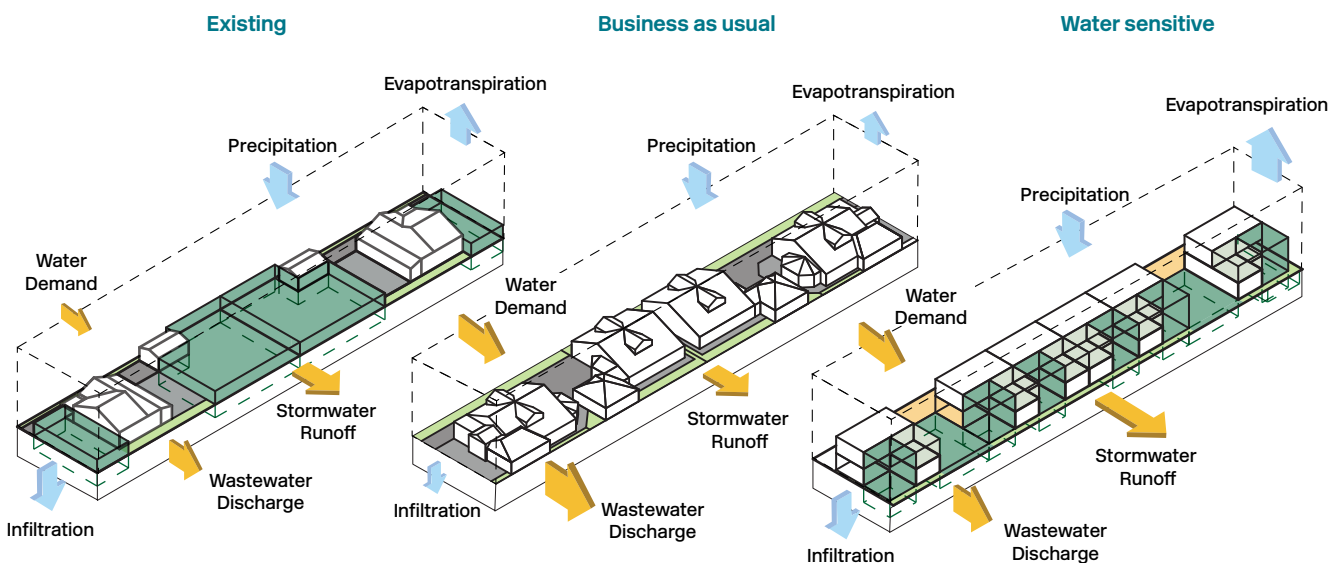 Existing
Evapotranspiration
Precipitation
Water
Demand
Stormwater
Runoff
Wastewater
Discharge
Infiltration
Business as usual
Evapotranspiration
Precipitation
Water
Demand
Stormwater
Runoff
Wastewater
Discharge
Infiltration
Water sensitive
Evapotranspiration
Precipitation
Water
Demand
Stormwater
Runoff
Wastewater
Discharge
Infiltration